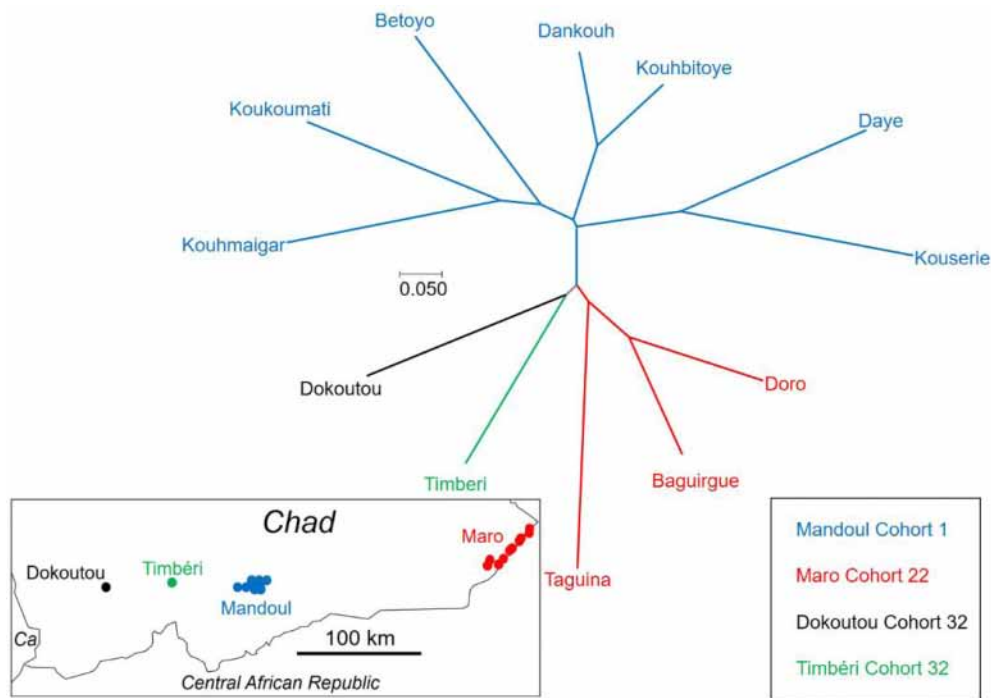 Betoyo
Dankouh
Kouhbitoye
Koukoumati
Daye
Kouhmaigar
Kouserie
0.050
Dokoutou
Doro
Timberi
Baguirgue
Taguina
Chad
Maro
Dokoutou
Timbéri
Mandoul
Ca
100 km
Central African Republic
Mandoul Cohort 1
Maro Cohort 22
Dokoutou Cohort 32
Timbéri Cohort 32